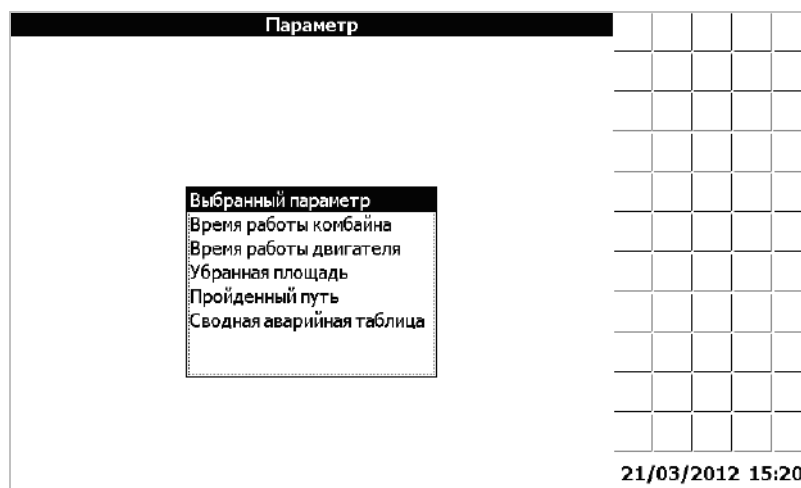 Параметр
Выбранный параметр
Время работы комбайна
Время работы двигателя
Убранная площадь
Пройденный путь
Сводная аварийная таблица
21/03/2012 15:20